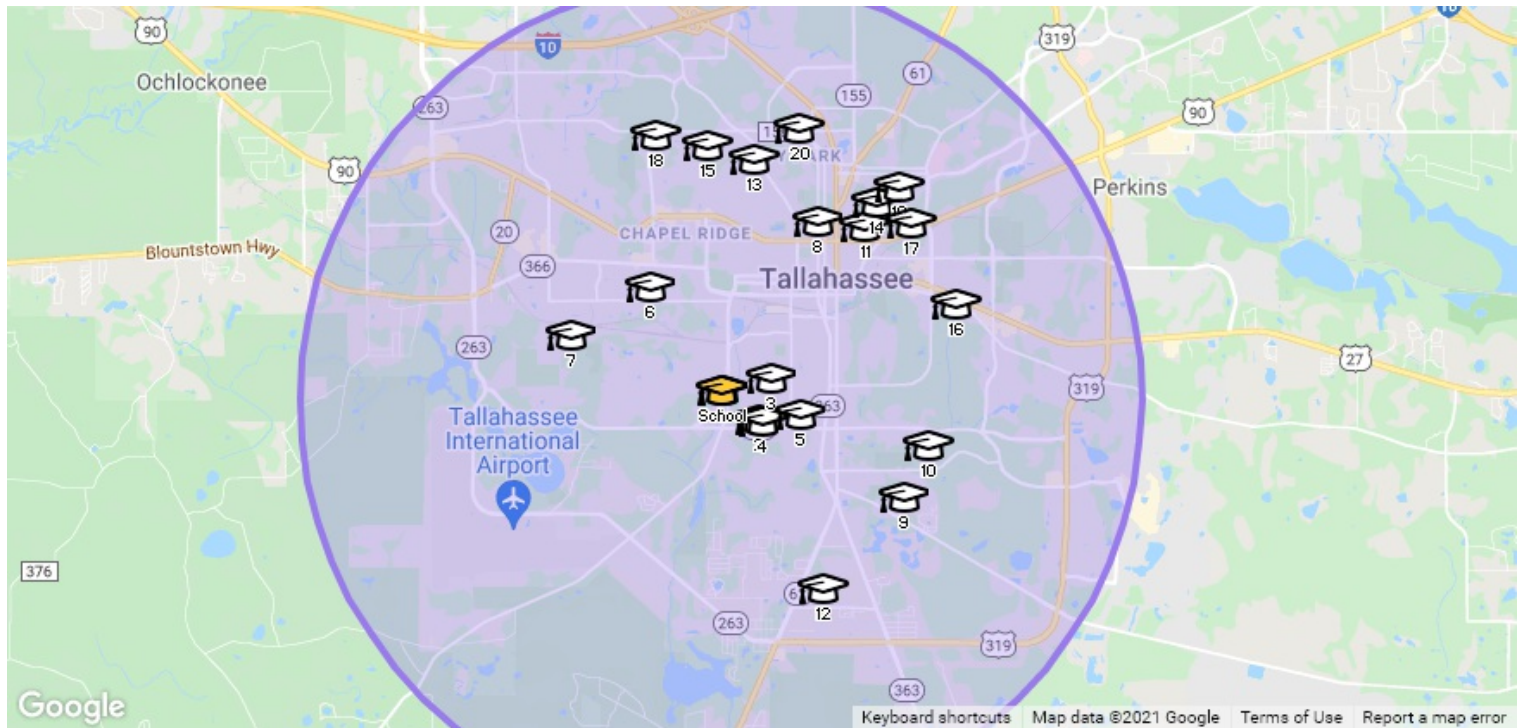 90
10
319
10
Ochlockonee
61
263
155
90
18
15
13
20
PARK
90
Perkins
8
11
14
17
20
CHAPEL RIDGE
Blountstown Hwy
366
Tallahassee
6
16
7
263
27
319
School
3
363
Tallahassee
International
Airport
4
5
10
9
376
12
263
319
363
Google
Keyboard shortcuts
Map data ©2021 Google
Terms of Use
Report a map error